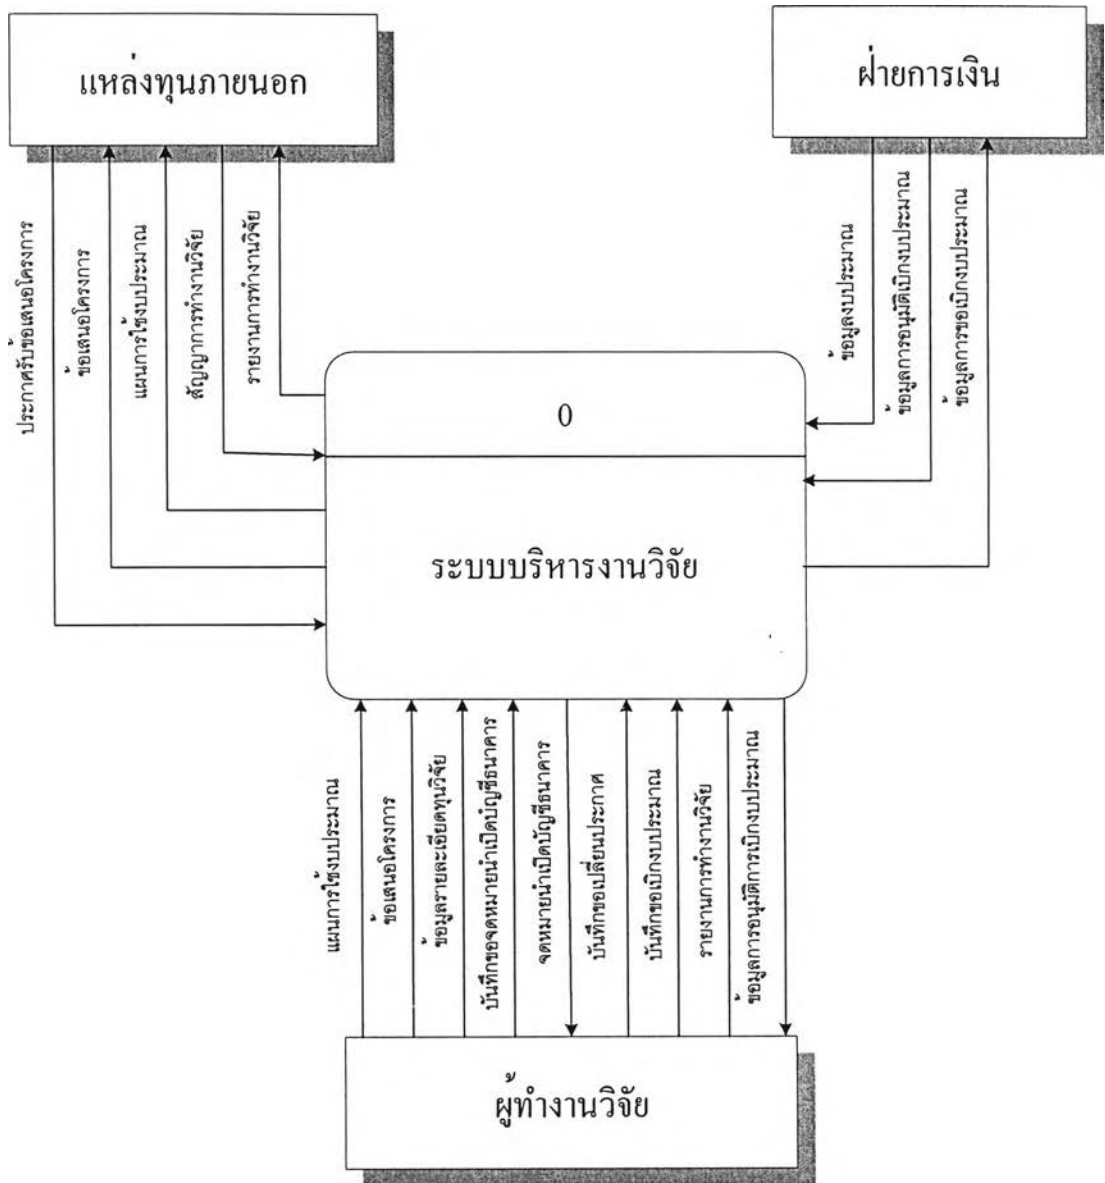 แหล่งทุนภายนอก
ฝ่ายการเงิน
ประกาศรับข้อเสนอโครงการ
ข้อเสนอโครงการ
แผนการใช้งบประมาณ
สัญญาการทำงานวิจัย
รายงานการทำงานวิจัย
ข้อมูลงบประมาณ
ข้อมูลการอนุมัติเบิกงบประมาณ
ข้อมูลการขอเบิกงบประมาณ
0
ระบบบริหารงานวิจัย
แผนการใช้งบประมาณ
ข้อเสนอโครงการ
ข้อมูลรายละเอียดทุนวิจัย
บันทึกขอจดหมายนำเปิดบัญชีธนาคาร
จดหมายนำเปิดบัญชีธนาคาร
บันทึกขอเปลี่ยนประกาศ
บันทึกขอเบิกงบประมาณ
รายงานการทำงานวิจัย
ข้อมูลการอนุมัติการเบิกงบประมาณ
ผู้ทำงานวิจัย